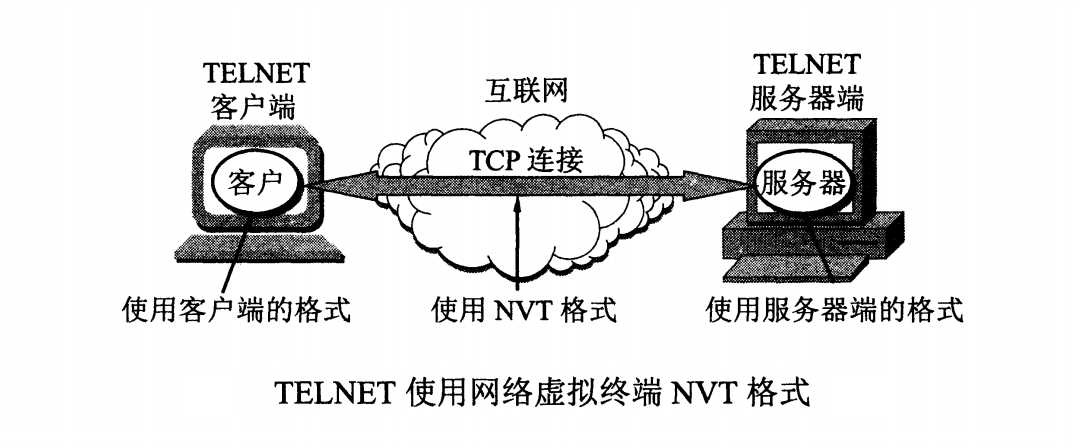 TELNET
客户端
互联网
TELNET
服务器端
TCP 连接
客户
服务器
使用客户端的格式
使用 NVT 格式
使用服务器端的格式
TELNET 使用网络虚拟终端 NVT 格式